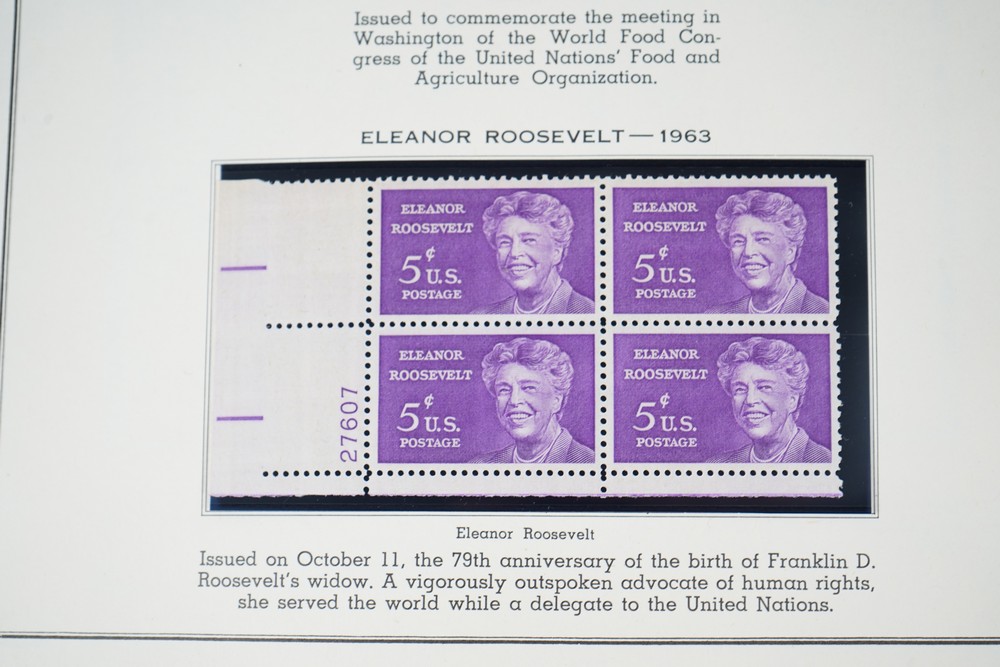 Issued to commemorate the meeting in
Washington of the World Food Con-
gress of the United Nations' Food and
Agriculture Organization.
ELEANOR ROOSEVELT — 1963
ELEANOR
ROOSEVELT
5¢ U.S.
POSTAGE
ELEANOR
ROOSEVELT
5¢ U.S.
POSTAGE
ELEANOR
ROOSEVELT
5¢ U.S.
POSTAGE
ELEANOR
ROOSEVELT
5¢ U.S.
POSTAGE
27607
Eleanor Roosevelt
Issued on October 11, the 79th anniversary of the birth of Franklin D.
Roosevelt's widow. A vigorously outspoken advocate of human rights,
she served the world while a delegate to the United Nations.